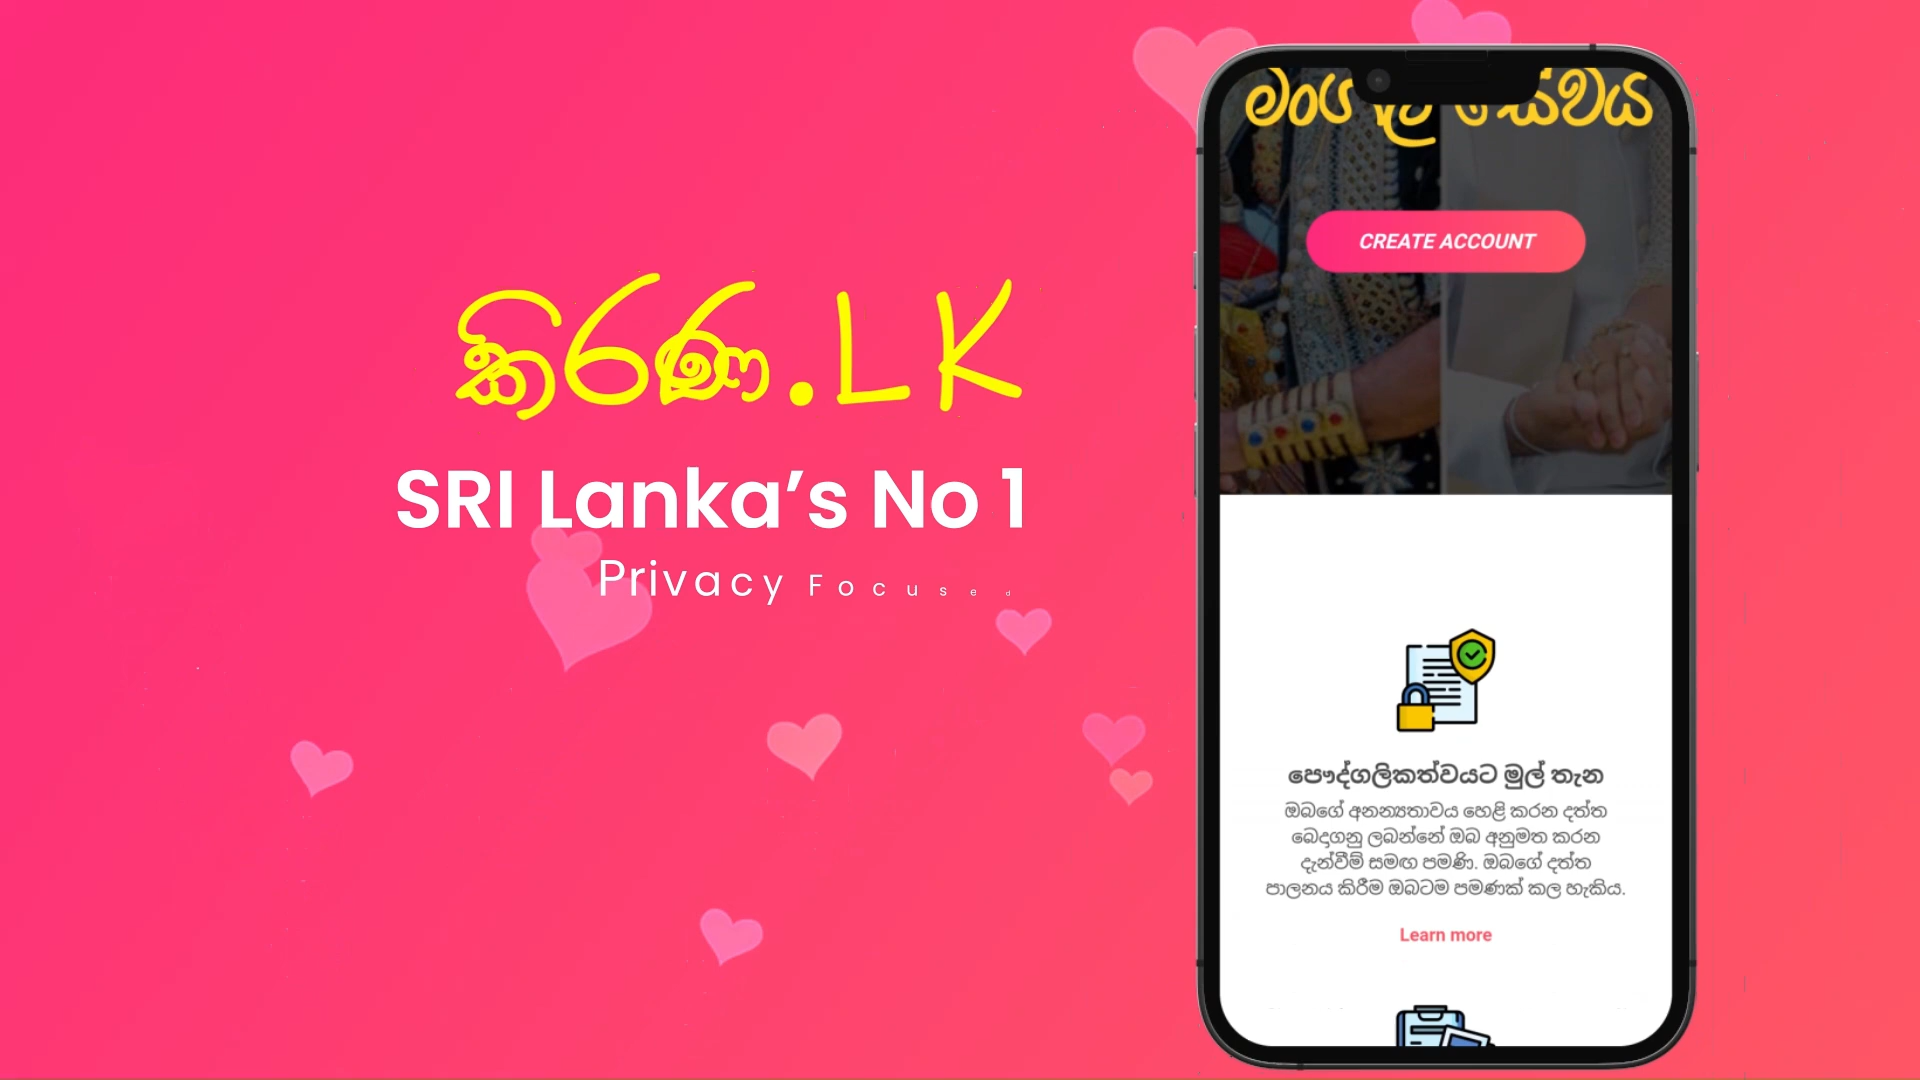 කිරණ.LK
SRI Lanka’s No 1
Privacy Focused
සේවය
CREATE ACCOUNT
පෞද්ගලිකත්වයට මුල් තැන
ඔබගේ අනන්‍යතාවය හෙළි කරන දත්ත
බෙදාගනු ලබන්නේ ඔබ අනුමත කරන
දැන්වීම් සමඟ පමණි. ඔබගේ දත්ත
පාලනය කිරීම ඔබටම පමණක් කල හැකිය.
Learn more